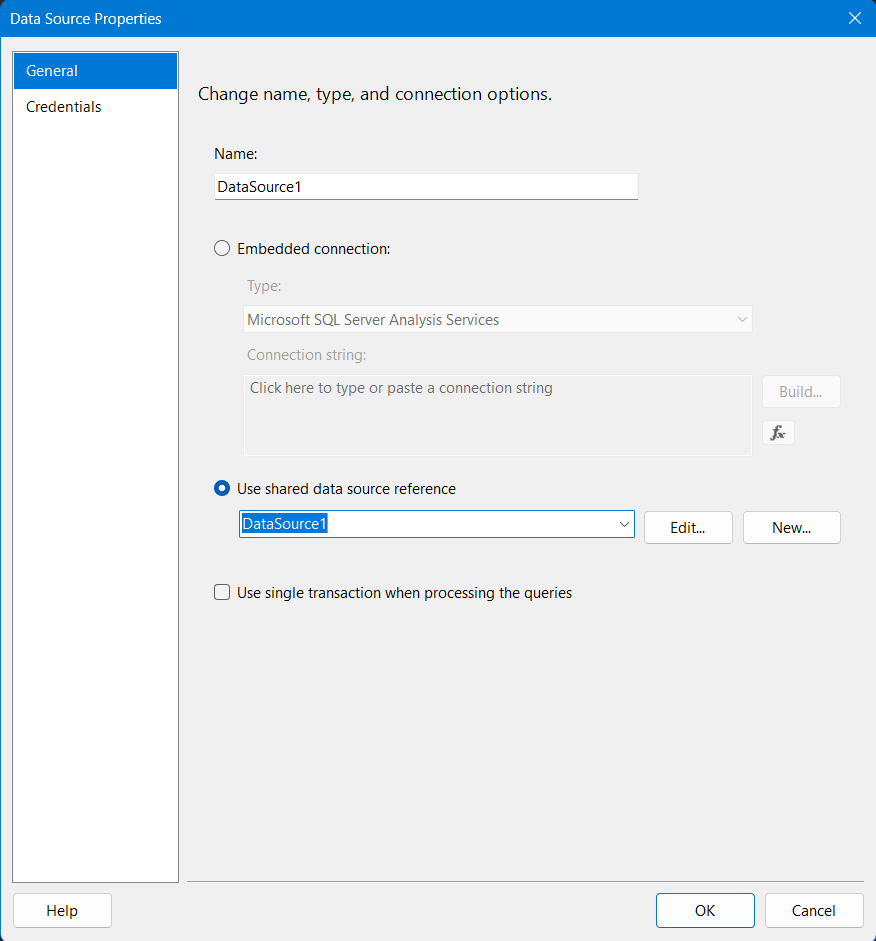 Data Source Properties
General
Credentials
Change name, type, and connection options.
Name:
DataSource1
Embedded connection:
Type:
Microsoft SQL Server Analysis Services
Connection string:
Click here to type or paste a connection string
Build...
fx
Use shared data source reference
DataSource1
Edit...
New...
Use single transaction when processing the queries
Help
OK
Cancel